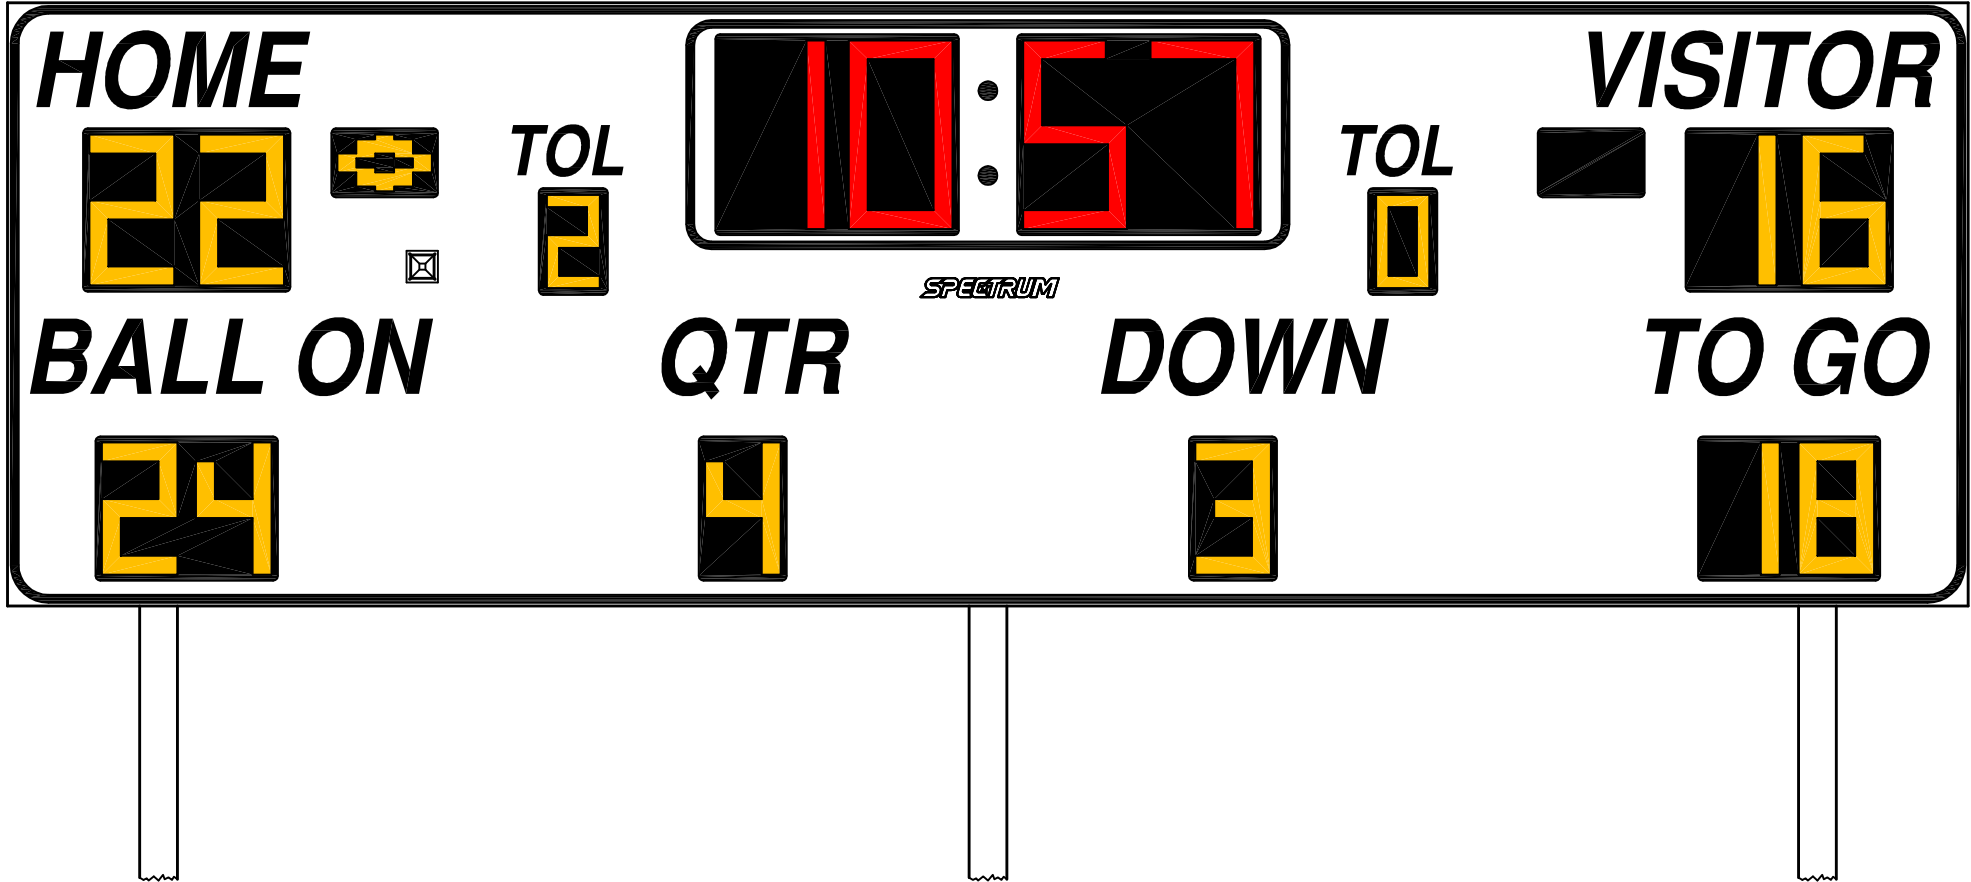 HOME 10:57 VISITOR
22 TOL 2 TOL 0 16
SPECTRUM
BALL ON QTR DOWN TO GO
24 4 3 18